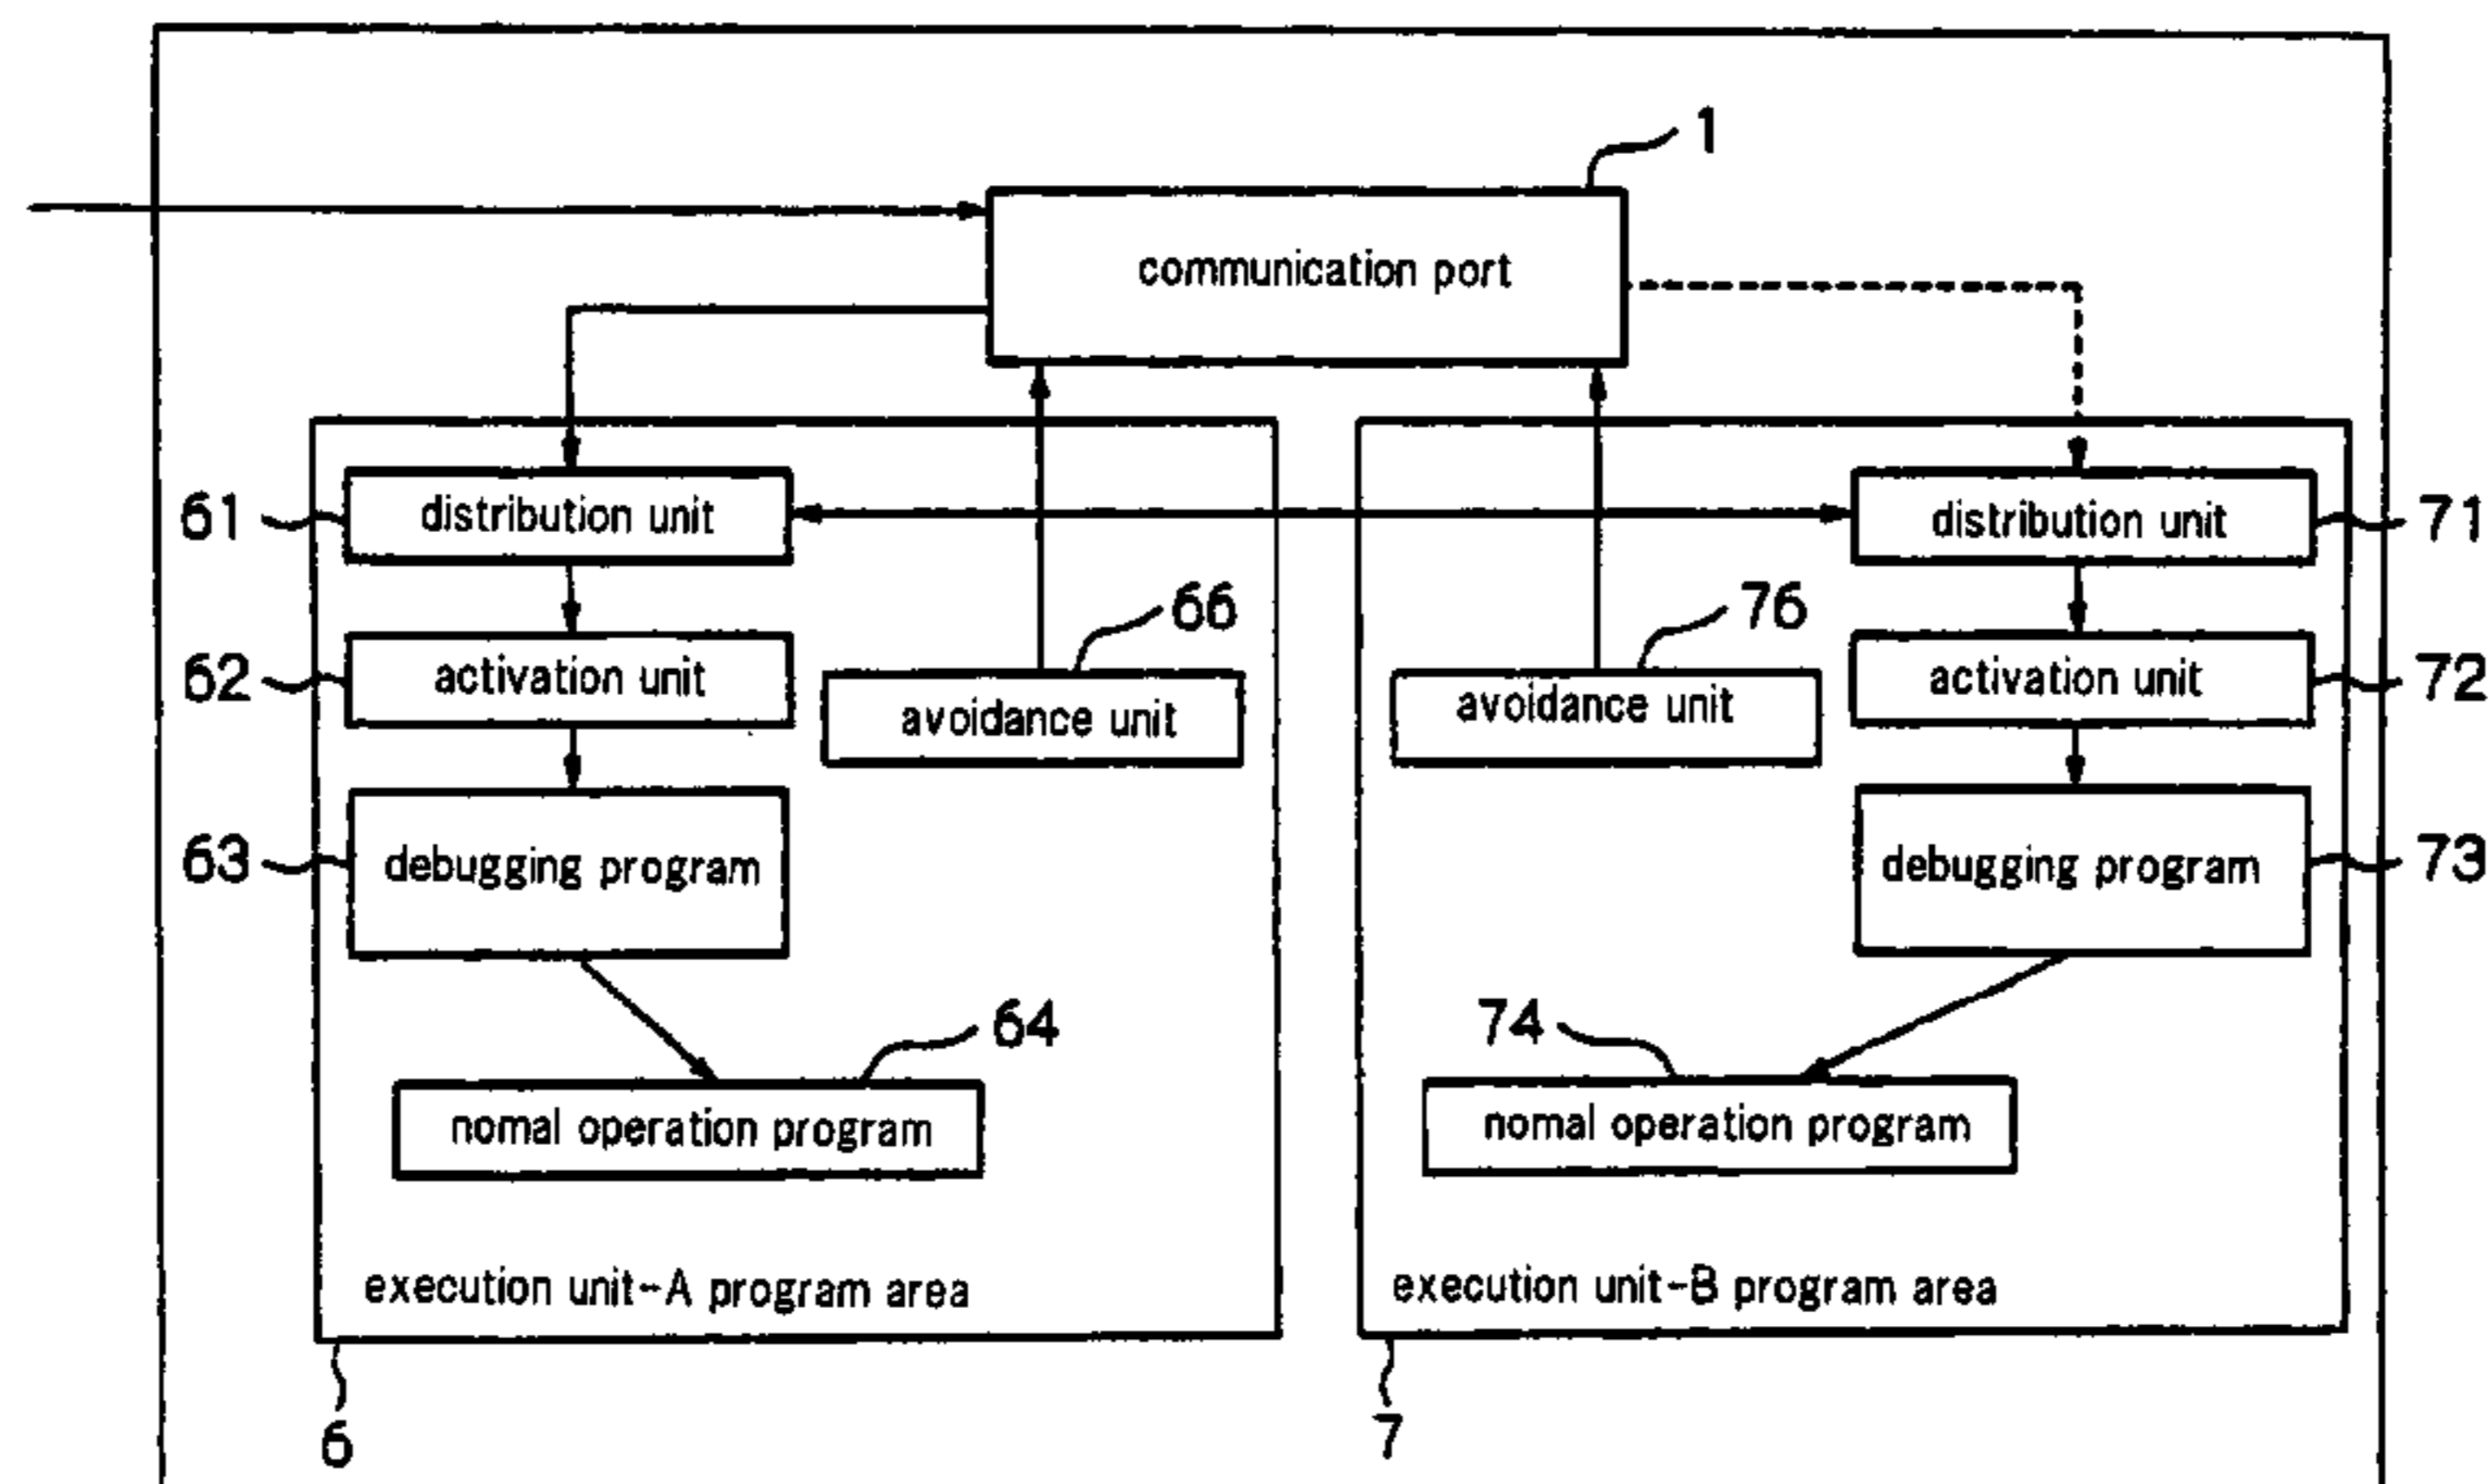 1
communication port
61
distribution unit
distribution unit
71
66
76
62
activation unit
avoidance unit
avoidance unit
activation unit
72
63
debugging program
debugging program
73
64
74
nomal operation program
nomal operation program
execution unit-A program area
execution unit-B program area
6
7